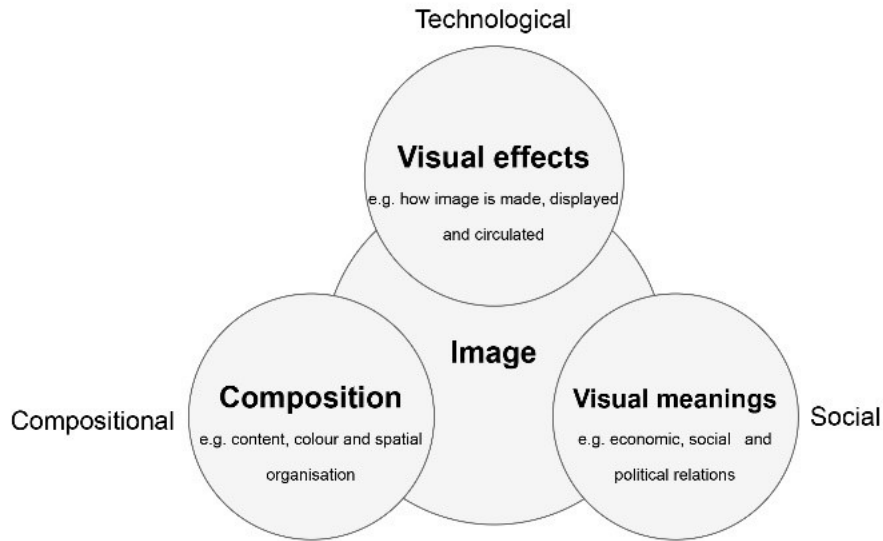 Technological
Visual effects
e.g. how image is made, displayed
and circulated
Image
Compositional
Composition
e.g. content, colour and spatial
organisation
Visual meanings
e.g. economic, social and
political relations
Social